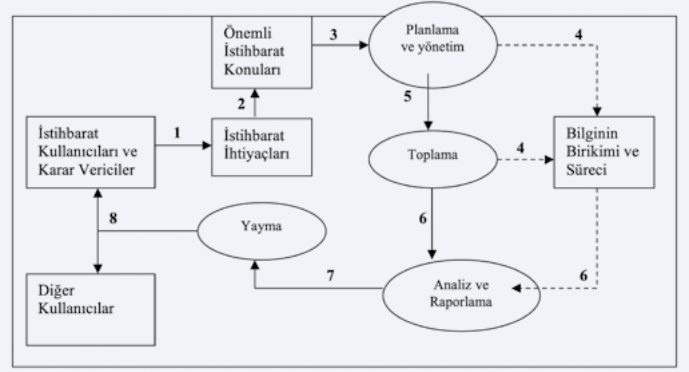 Önemli
İstihbarat
Konuları
3
Planlama
ve yönetim
4
2
5
İstihbarat
Kullanıcıları ve
Karar Vericiler
1
İstihbarat
İhtiyaçları
Toplama
4
Bilginin
Birikimi ve
Süreci
8
Yayma
6
6
7
Diğer
Kullanıcılar
Analiz ve
Raporlama